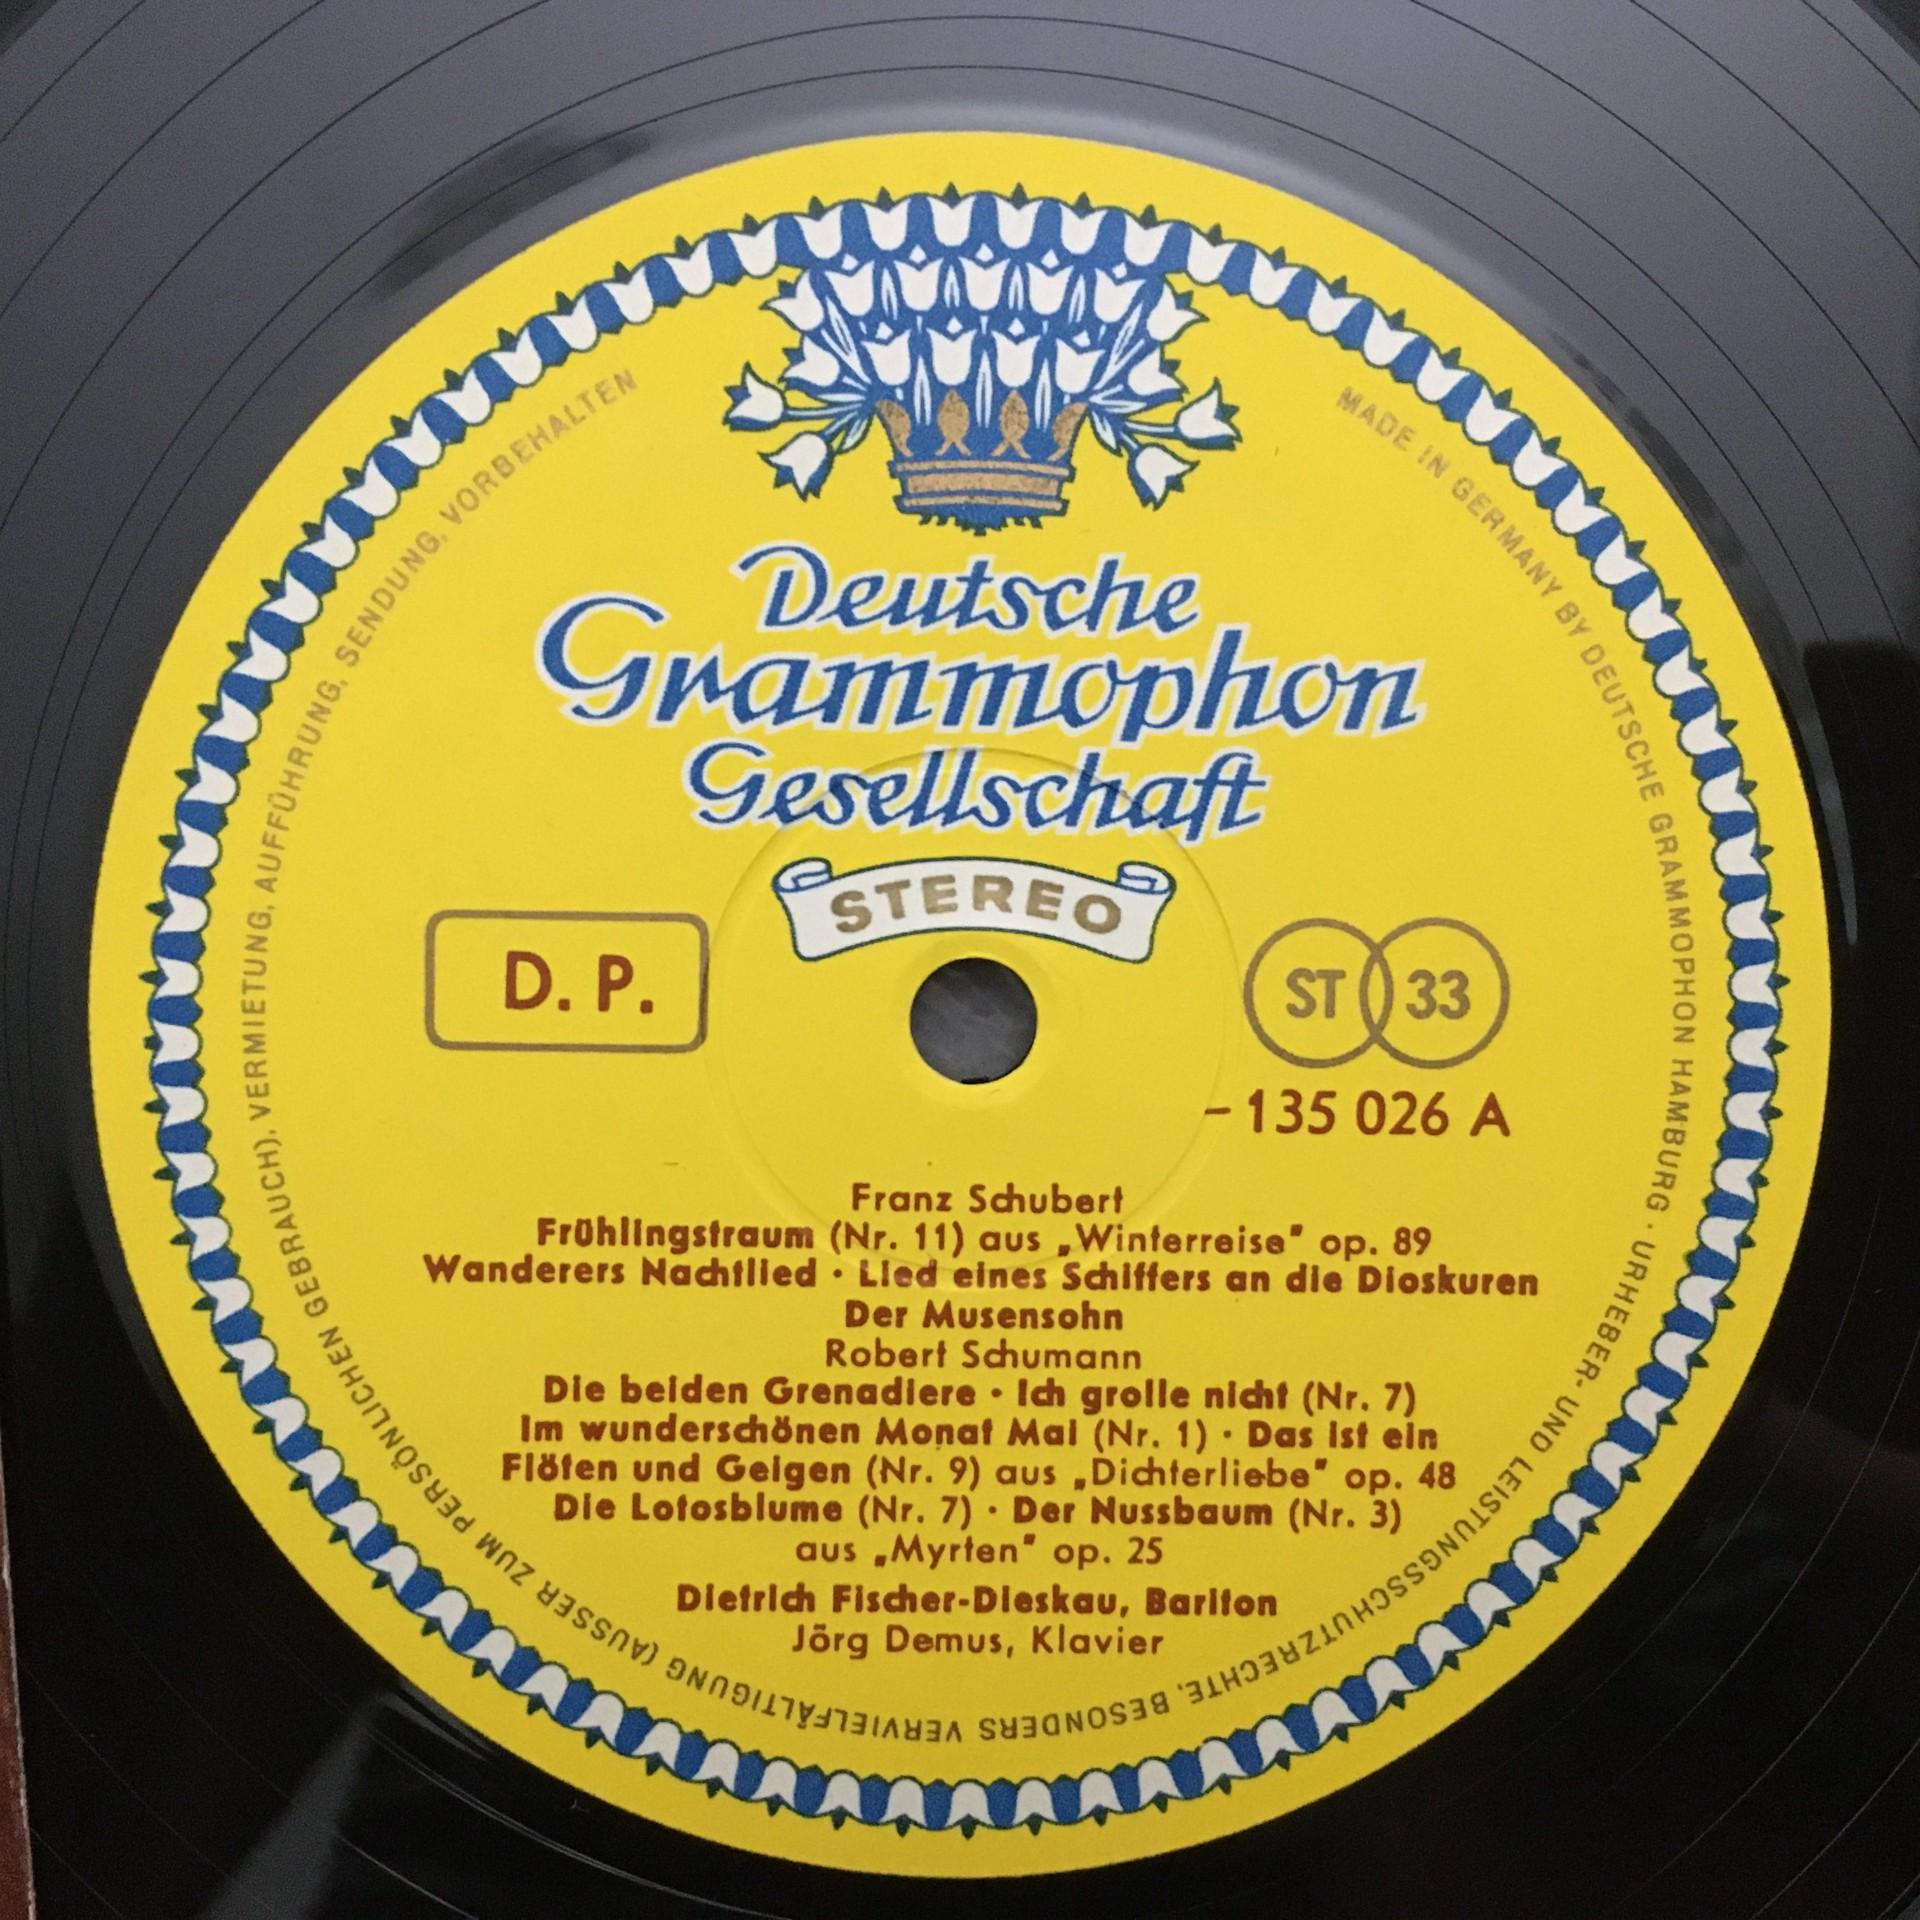 Deutsche
Grammophon
Gesellschaft
STEREO
D. P.
ST 33
-135 026 A
Franz Schubert
Frühlingstraum (Nr. 11) aus „Winterreise" op. 89
Wanderers Nachtlied · Lied eines Schiffers an die Dioskuren
Der Musensohn
Robert Schumann
Die beiden Grenadiere · Ich grolle nicht (Nr. 7)
Im wunderschönen Monat Mai (Nr. 1) · Das ist ein
Flöten und Geigen (Nr. 9) aus „Dichterliebe" op. 48
Die Lotosblume (Nr. 7) · Der Nussbaum (Nr. 3)
aus „Myrten" op. 25
Dietrich Fischer-Dieskau, Bariton
Jörg Demus, Klavier
MADE IN GERMANY BY DEUTSCHE GRAMMOPHON HAMBURG · URHEBER- UND LEISTUNGSSCHUTZRECHTE, BESONDERS VERVIELFÄLTIGUNG (AUSSER ZUM PERSÖNLICHEN GEBRAUCH), VERMIETUNG, AUFFÜHRUNG, SENDUNG, VORBEHALTEN